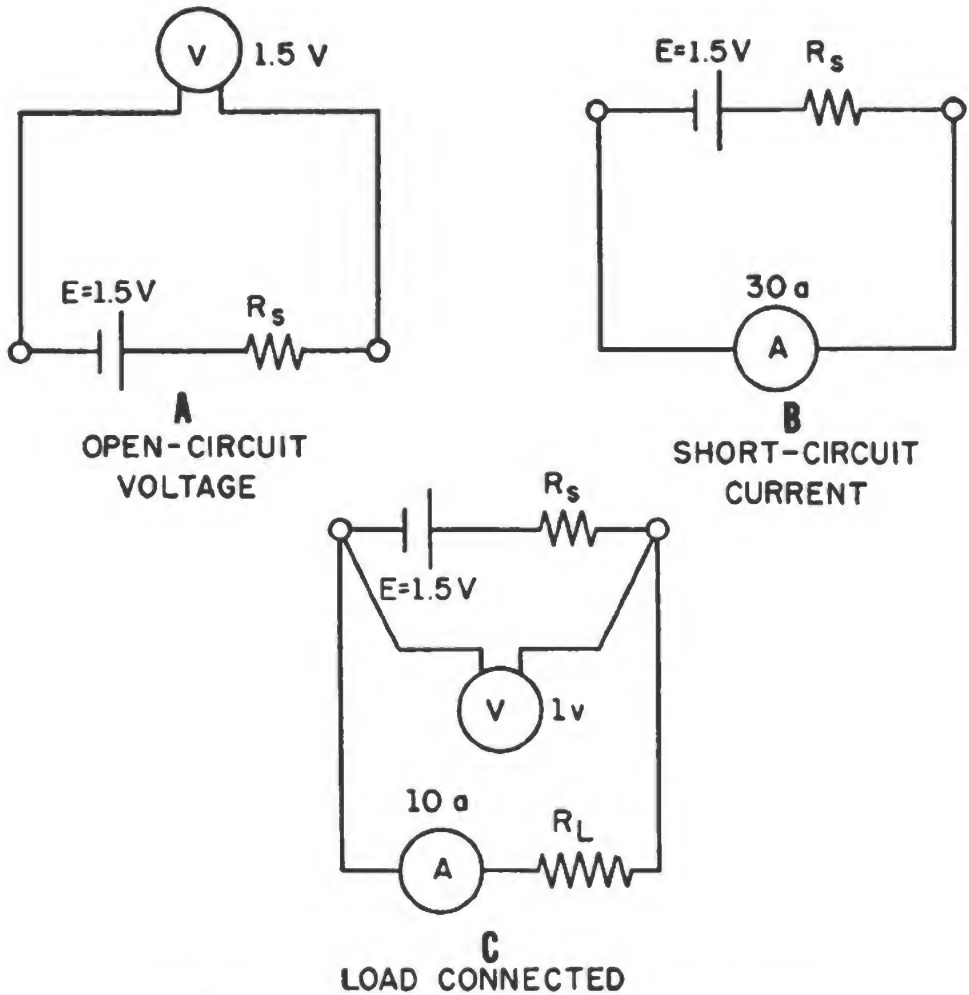 V 1.5 V
E=1.5V Rs
A
OPEN-CIRCUIT
VOLTAGE
E=1.5V Rs
30 a
A
B
SHORT-CIRCUIT
CURRENT
Rs
E=1.5V
V 1v
10 a RL
A
C
LOAD CONNECTED